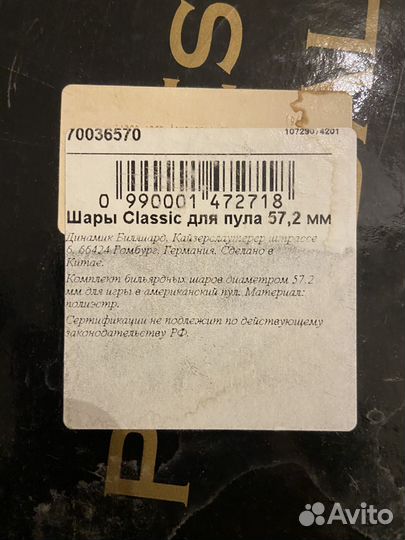 70036570
10729074201
0 990001 472718
Шары Classic для пула 57,2 мм
Динамик Биллиард, Кайзерслаутерер штрассе
6, 66424 Гомбург, Германия. Сделано в
Китае.
Комплект бильярдных шаров диаметром 57.2
мм для игры в американский пул. Материал:
полиэстр.
Сертификации не подлежит по действующему
законодательству РФ.
Avito